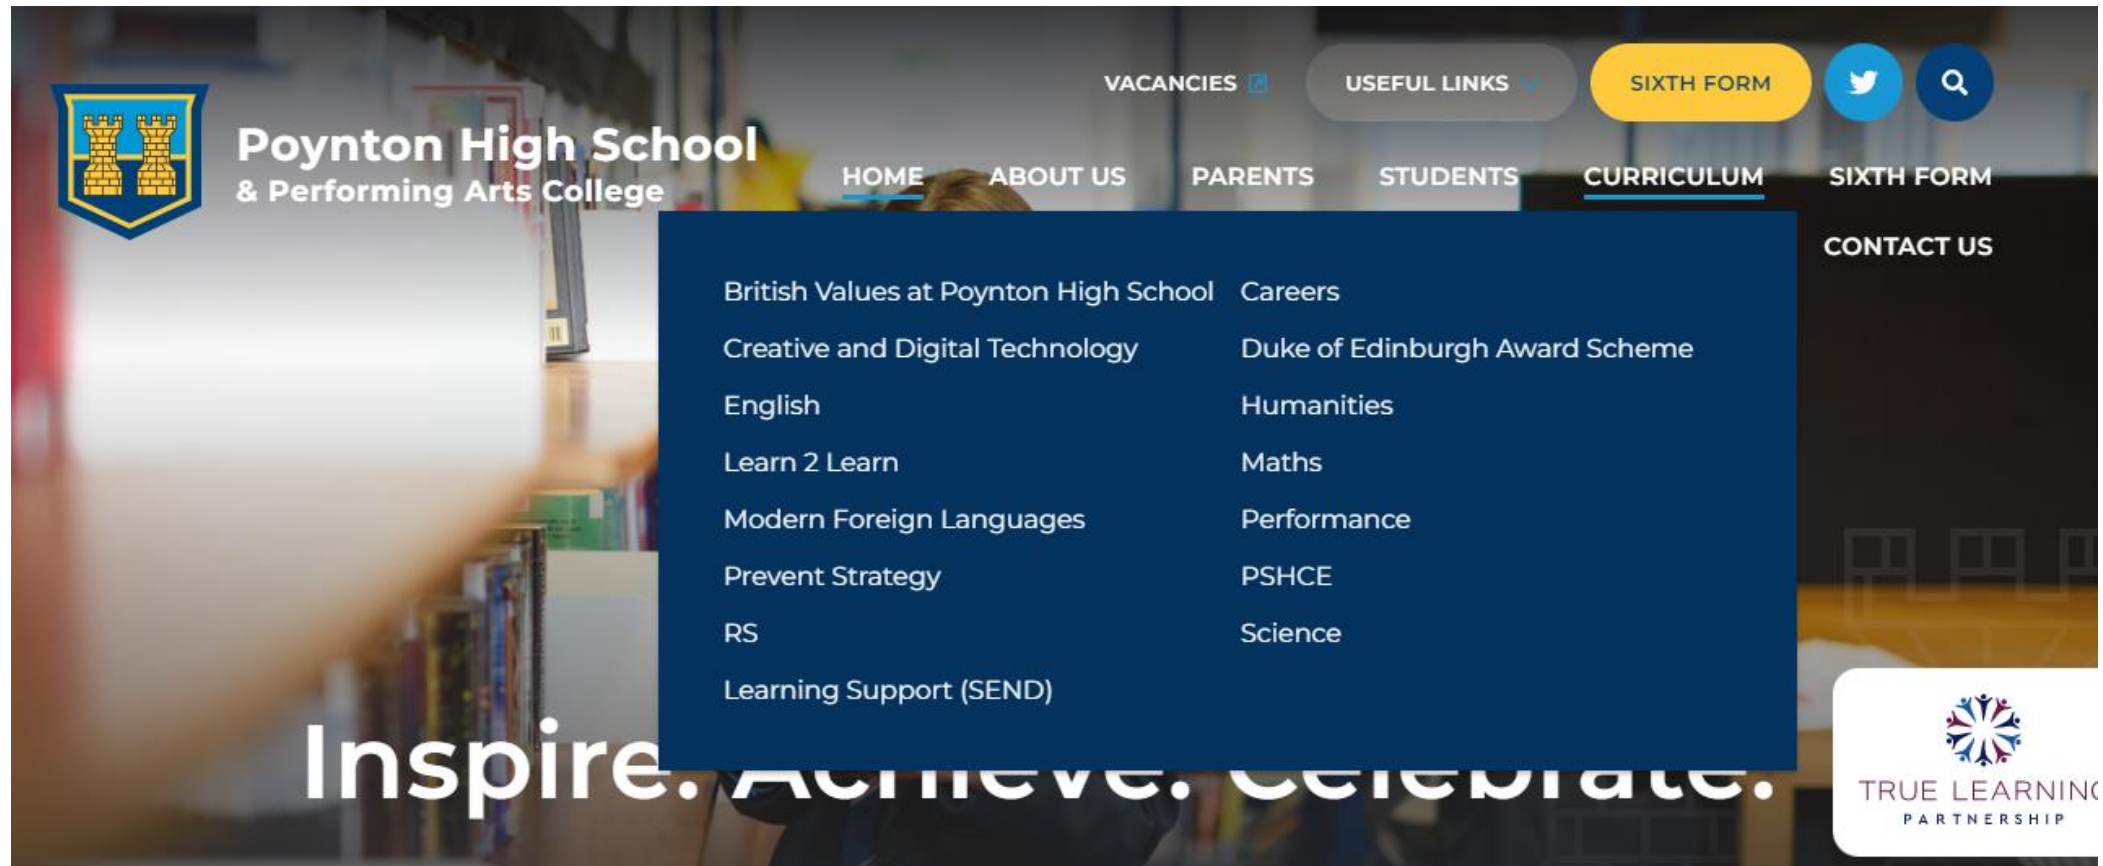 VACANCIES
USEFUL LINKS
SIXTH FORM
Poynton High School
& Performing Arts College
HOME
ABOUT US
PARENTS
STUDENTS
CURRICULUM
SIXTH FORM
CONTACT US
British Values at Poynton High School
Careers
Creative and Digital Technology
Duke of Edinburgh Award Scheme
English
Humanities
Learn 2 Learn
Maths
Modern Foreign Languages
Performance
Prevent Strategy
PSHCE
RS
Science
Learning Support (SEND)
Inspire. Achieve. Celebrate.
TRUE LEARNING
PARTNERSHIP